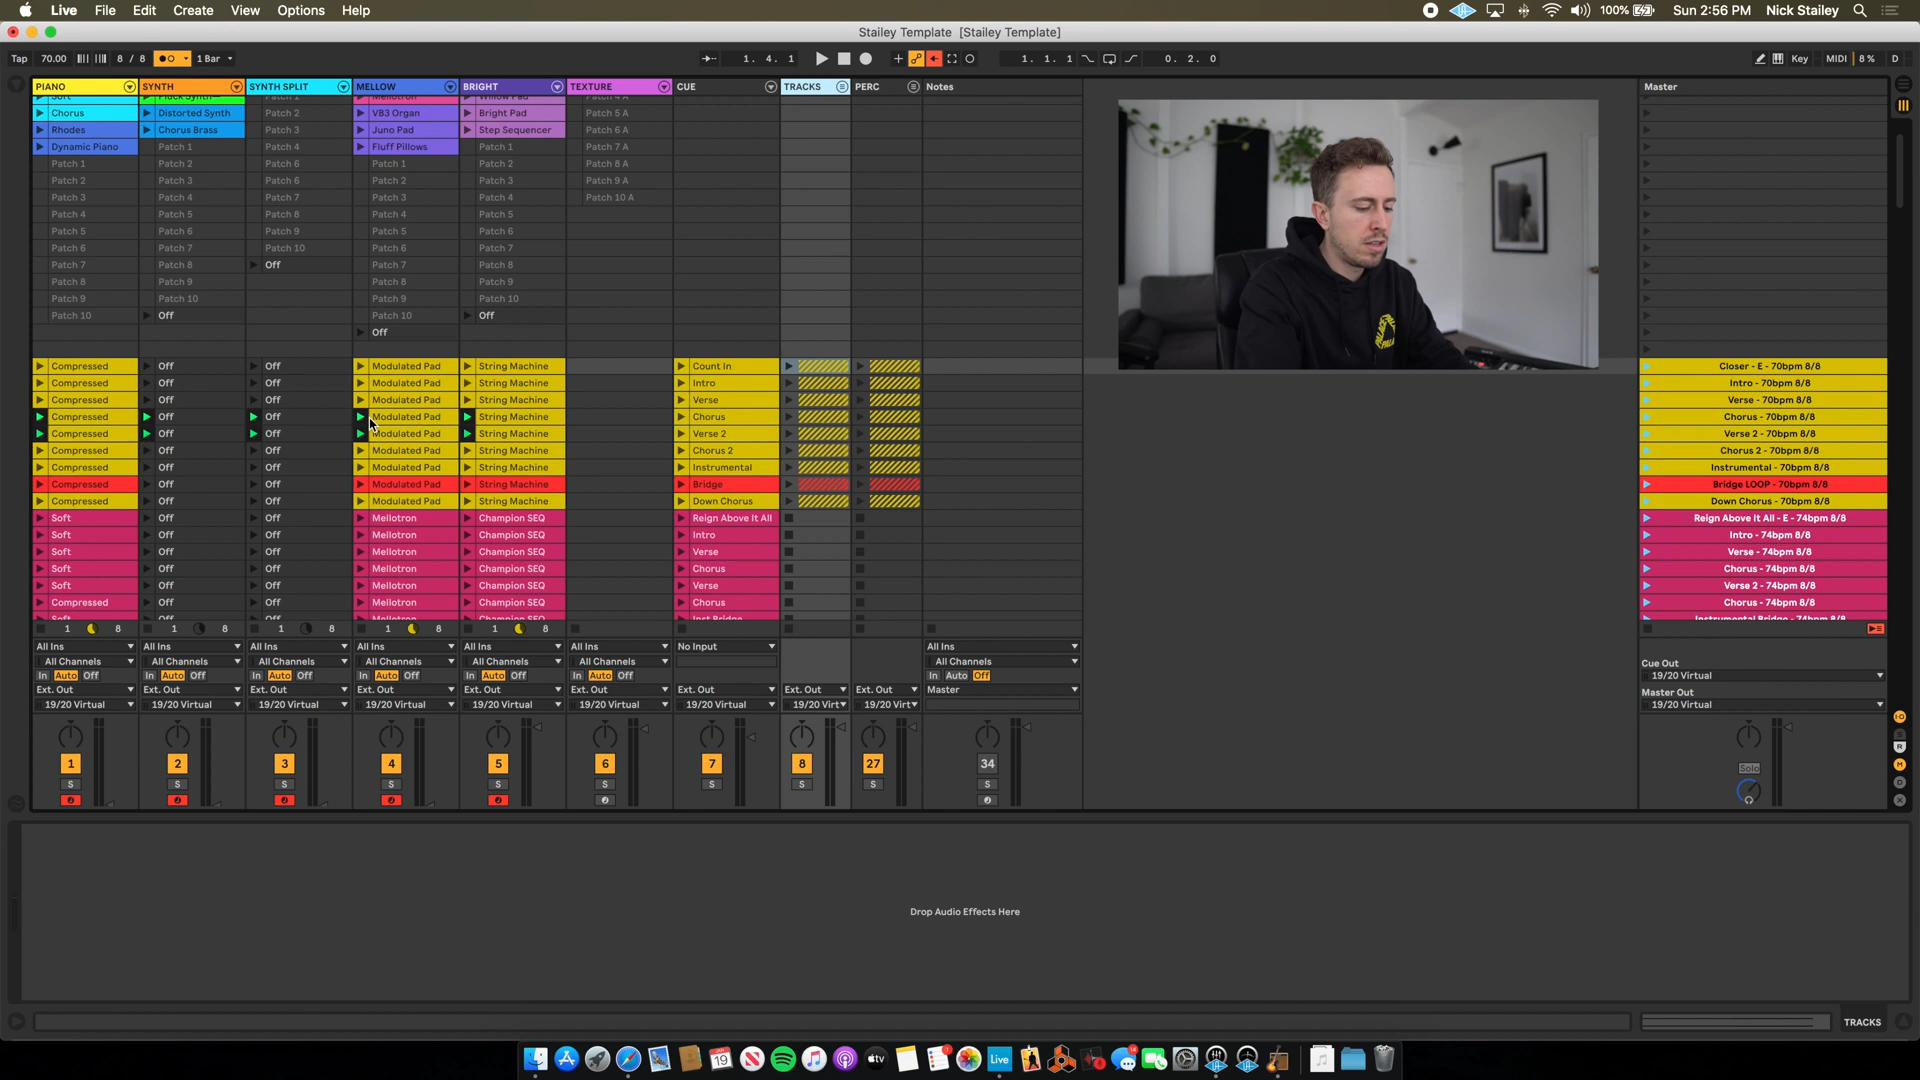 Live File Edit Create View Options Help 100% Sun 2:56 PM Nick Stailey
Stailey Template [Stailey Template]
Tap 70.00 8 / 8 1 Bar 1. 4. 1 1. 1. 1 0. 2. 0 Key MIDI 8 % D
PIANO SYNTH SYNTH SPLIT MELLOW BRIGHT TEXTURE CUE TRACKS PERC Notes Master
Soft Pluck Synth Patch 1 Mellotron Willow Pad Patch 4 A
Chorus Distorted Synth Patch 2 VB3 Organ Bright Pad Patch 5 A
Rhodes Chorus Brass Patch 3 Juno Pad Step Sequencer Patch 6 A
Dynamic Piano Patch 1 Patch 4 Fluff Pillows Patch 1 Patch 7 A
Patch 1 Patch 2 Patch 6 Patch 1 Patch 2 Patch 8 A
Patch 2 Patch 3 Patch 6 Patch 2 Patch 3 Patch 9 A
Patch 3 Patch 4 Patch 7 Patch 3 Patch 4 Patch 10 A
Patch 4 Patch 5 Patch 8 Patch 4 Patch 5
Patch 5 Patch 6 Patch 9 Patch 5 Patch 6
Patch 6 Patch 7 Patch 10 Patch 6 Patch 7
Patch 7 Patch 8 Off Patch 7 Patch 8
Patch 8 Patch 9 Patch 8 Patch 9
Patch 9 Patch 10 Patch 9 Patch 10
Patch 10 Off Patch 10 Off
Off
Compressed Off Off Modulated Pad String Machine Count In Closer - E - 70bpm 8/8
Compressed Off Off Modulated Pad String Machine Intro Intro - 70bpm 8/8
Compressed Off Off Modulated Pad String Machine Verse Verse - 70bpm 8/8
Compressed Off Off Modulated Pad String Machine Chorus Chorus - 70bpm 8/8
Compressed Off Off Modulated Pad String Machine Verse 2 Verse 2 - 70bpm 8/8
Compressed Off Off Modulated Pad String Machine Chorus 2 Chorus 2 - 70bpm 8/8
Compressed Off Off Modulated Pad String Machine Instrumental Instrumental - 70bpm 8/8
Compressed Off Off Modulated Pad String Machine Bridge Bridge LOOP - 70bpm 8/8
Compressed Off Off Modulated Pad String Machine Down Chorus Down Chorus - 70bpm 8/8
Soft Off Off Mellotron Champion SEQ Reign Above It All Reign Above It All - E - 74bpm 8/8
Soft Off Off Mellotron Champion SEQ Intro Intro - 74bpm 8/8
Soft Off Off Mellotron Champion SEQ Verse Verse - 74bpm 8/8
Soft Off Off Mellotron Champion SEQ Chorus Chorus - 74bpm 8/8
Soft Off Off Mellotron Champion SEQ Verse Verse 2 - 74bpm 8/8
Compressed Off Off Mellotron Champion SEQ Chorus Chorus - 74bpm 8/8
Soft Off Off Mellotron Champion SEQ Inst Bridge Instrumental Bridge - 74bpm 8/8
1 8 1 8 1 8 1 8 1 8
All Ins All Ins All Ins All Ins All Ins All Ins No Input All Ins
All Channels All Channels All Channels All Channels All Channels All Channels All Channels Cue Out
In Auto Off In Auto Off In Auto Off In Auto Off In Auto Off In Auto Off In Auto Off 19/20 Virtual
Ext. Out Ext. Out Ext. Out Ext. Out Ext. Out Ext. Out Ext. Out Ext. Out Ext. Out Master Master Out
19/20 Virtual 19/20 Virtual 19/20 Virtual 19/20 Virtual 19/20 Virtual 19/20 Virtual 19/20 Virtual 19/20 Virt 19/20 Virt 19/20 Virtual
1 2 3 4 5 6 7 8 27 34 Solo
S S S S S S S S S S
Drop Audio Effects Here
TRACKS